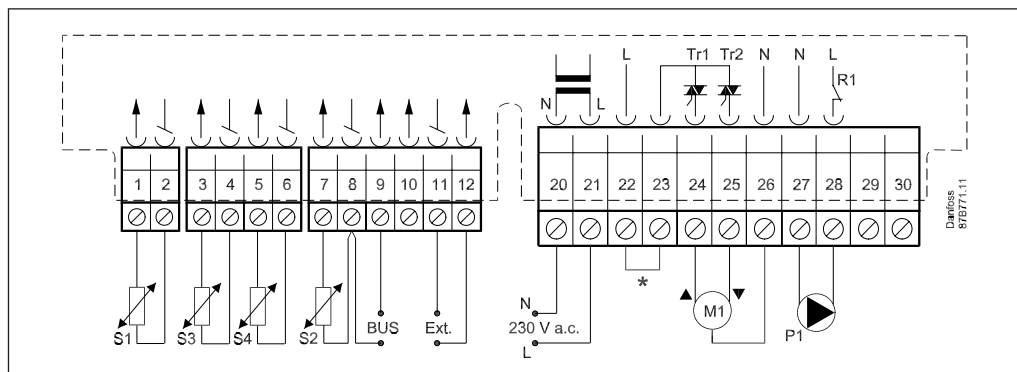 L Tr1 Tr2 N N L
R1
N L
1 2 3 4 5 6 7 8 9 10 11 12
20 21 22 23 24 25 26 27 28 29 30
Danfoss
87B771.11
*
N
S1 S3 S4 S2 BUS Ext. 230 V a.c. M1 P1
L